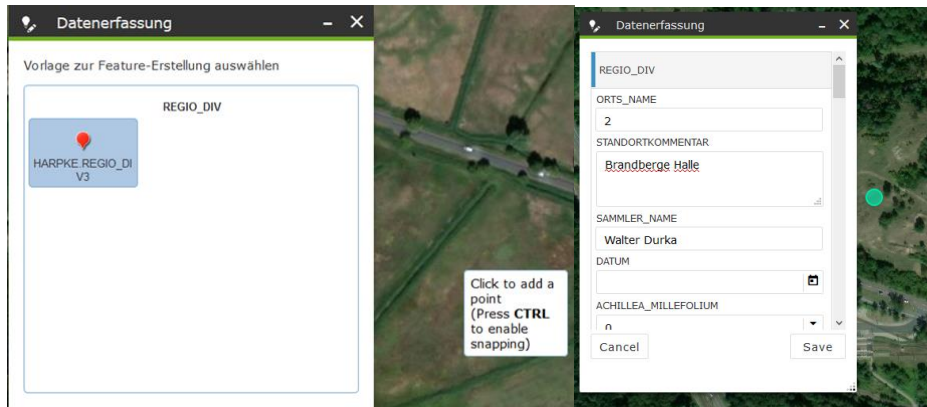 Datenerfassung
Vorlage zur Feature-Erstellung auswählen
REGIO_DIV
HARPKE.REGIO_DI
V3
Click to add a
point
(Press CTRL
to enable
snapping)
Datenerfassung
REGIO_DIV
ORTS_NAME
2
STANDORTKOMMENTAR
Brandberge Halle
SAMMLER_NAME
Walter Durka
DATUM
ACHILLEA_MILLEFOLIUM
0
Cancel
Save